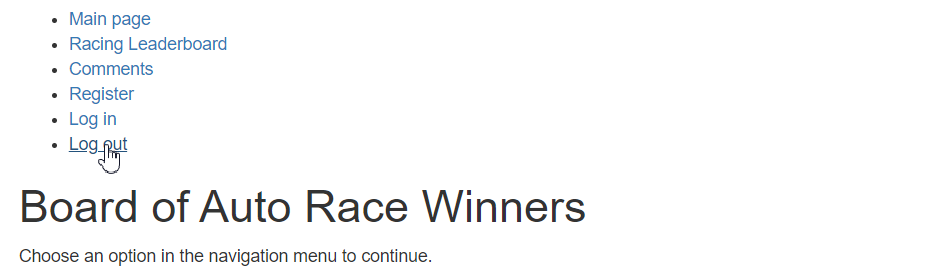 Main page
Racing Leaderboard
Comments
Register
Log in
Log out
Board of Auto Race Winners
Choose an option in the navigation menu to continue.